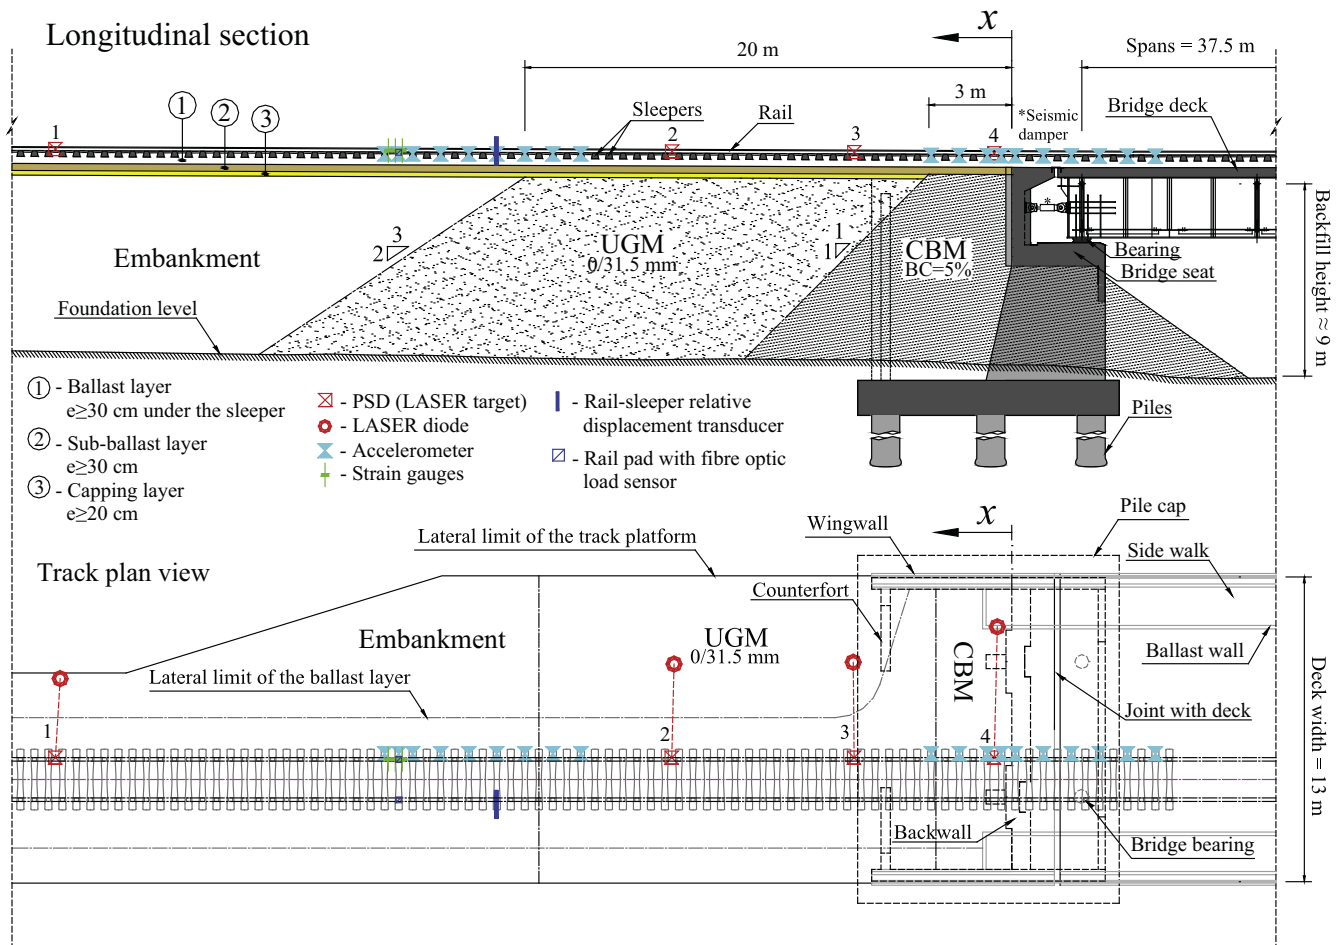 Longitudinal section
x
20 m
Spans = 37.5 m
3 m
*Seismic
damper
Bridge deck
1
2
3
1
Sleepers
Rail
2
3
4
*
Embankment
3
2
UGM
0/31.5 mm
1
1
CBM
BC=5%
Bearing
Bridge seat
Backfill height ≈ 9 m
Foundation level
1 - Ballast layer
e≥30 cm under the sleeper
2 - Sub-ballast layer
e≥30 cm
3 - Capping layer
e≥20 cm
- PSD (LASER target)
- LASER diode
- Accelerometer
- Strain gauges
- Rail-sleeper relative
displacement transducer
- Rail pad with fibre optic
load sensor
Piles
Track plan view
Lateral limit of the track platform
Wingwall
x
Pile cap
Side walk
Counterfort
Embankment
UGM
0/31.5 mm
CBM
Ballast wall
Lateral limit of the ballast layer
Joint with deck
1
2
3
4
Deck width = 13 m
Backwall
Bridge bearing